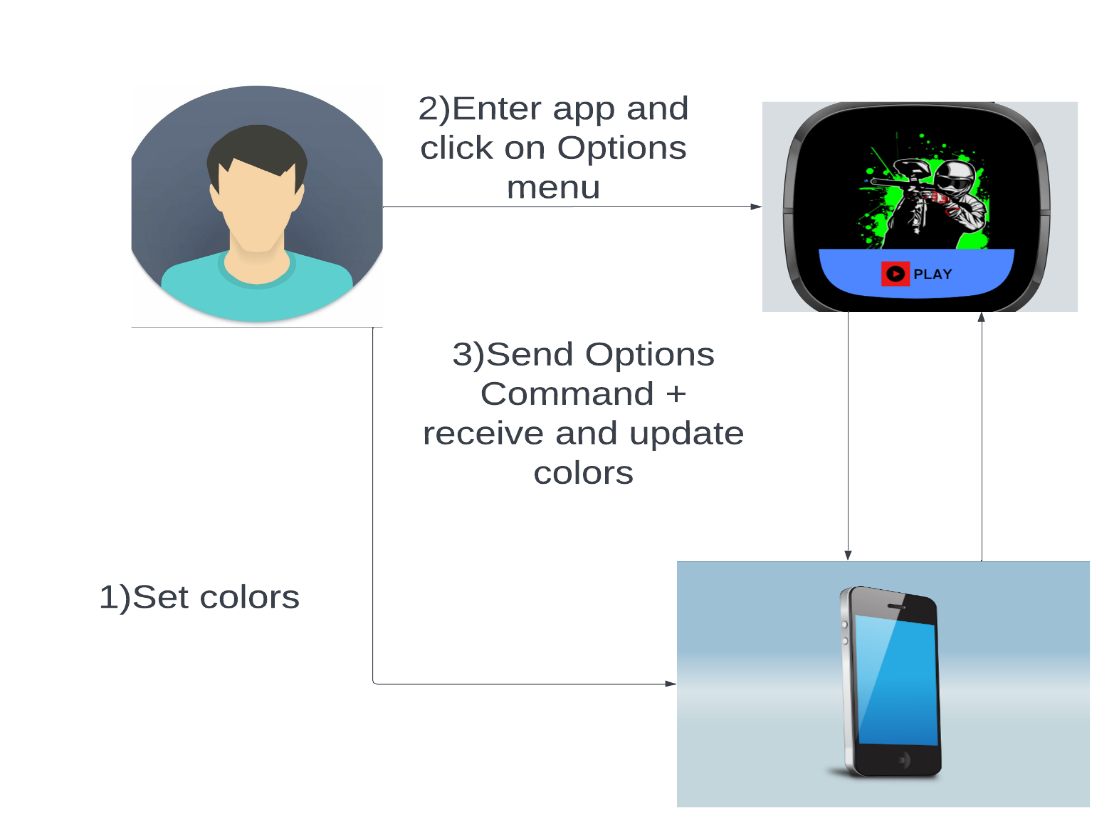 2)Enter app and
click on Options
menu
PLAY
3)Send Options
Command +
receive and update
colors
1)Set colors